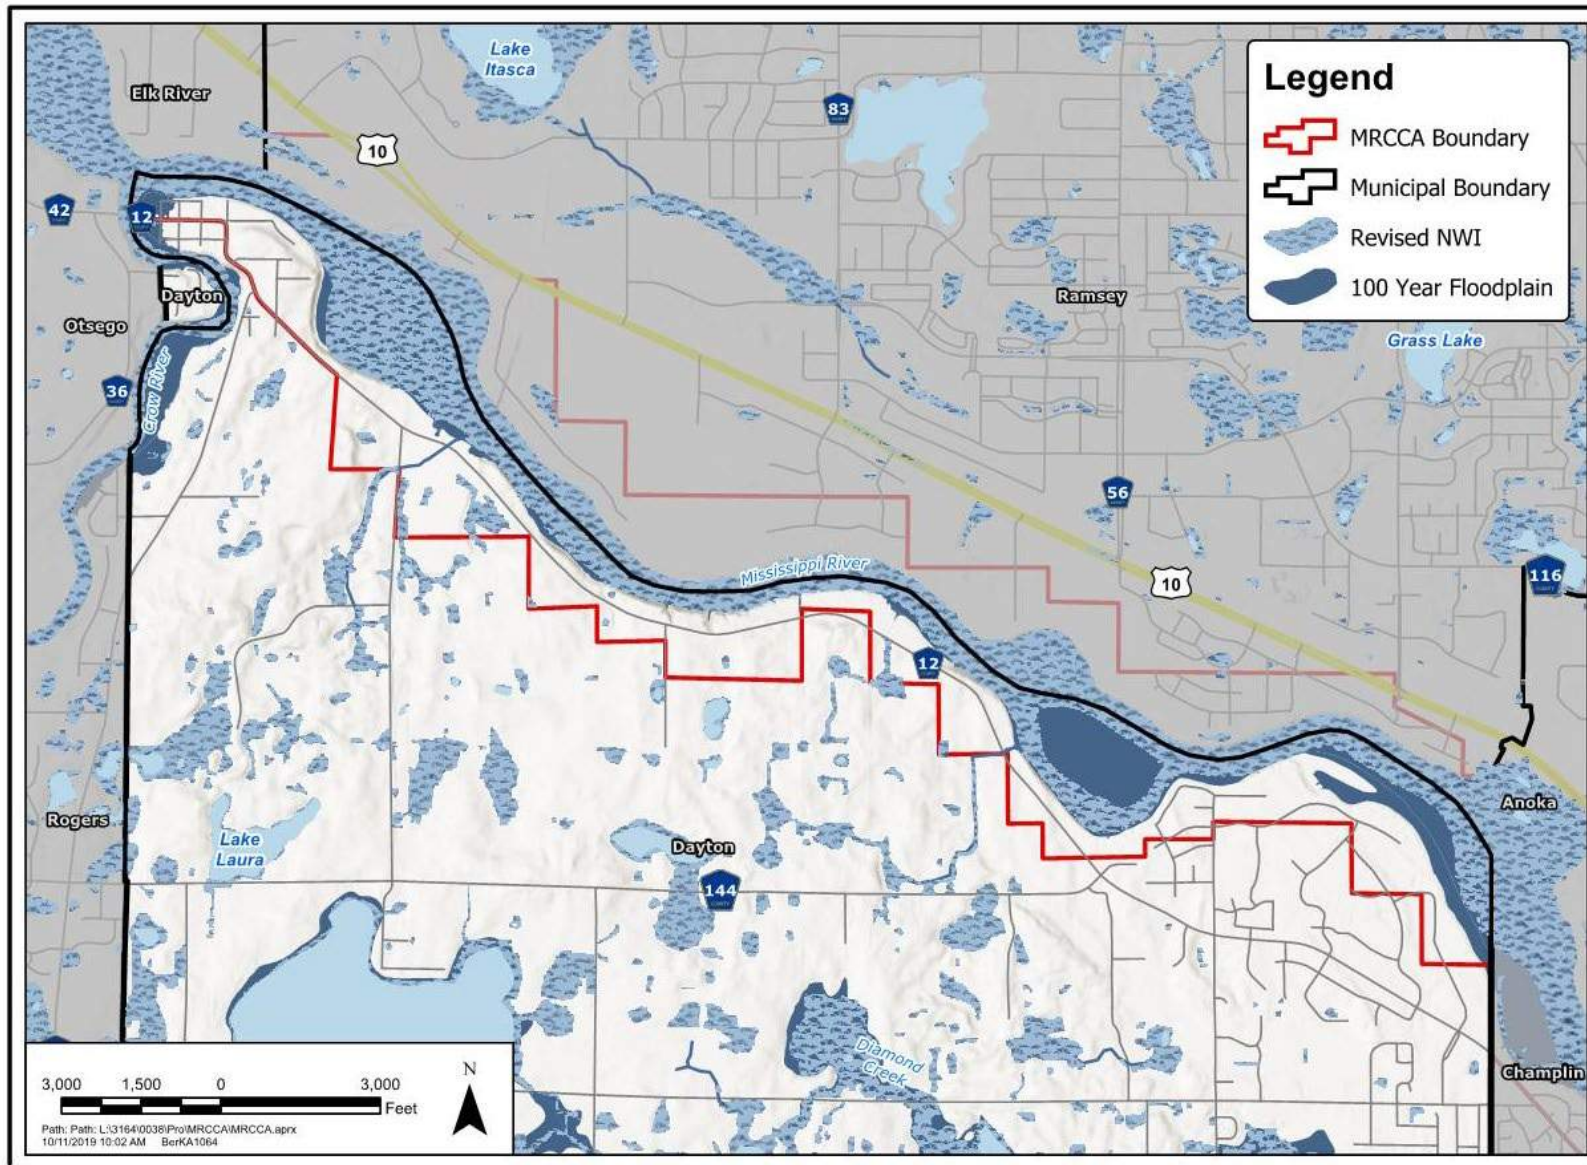 Lake
Itasca
Elk River
83
10
42
12
Dayton
Otsego
36
Crow River
Ramsey
Grass Lake
Legend
MRCCA Boundary
Municipal Boundary
Revised NWI
100 Year Floodplain
56
116
COUNTY
Mississippi River
10
12
Rogers
Lake
Laura
Dayton
144
COUNTY
Anoka
Diamond
Creek
Champlin
3,000 1,500 0 3,000
Feet
N
Path: Path: L:\3164\0038\Pro\MRCCA\MRCCA.aprx
10/11/2019 10:02 AM BerKA1064